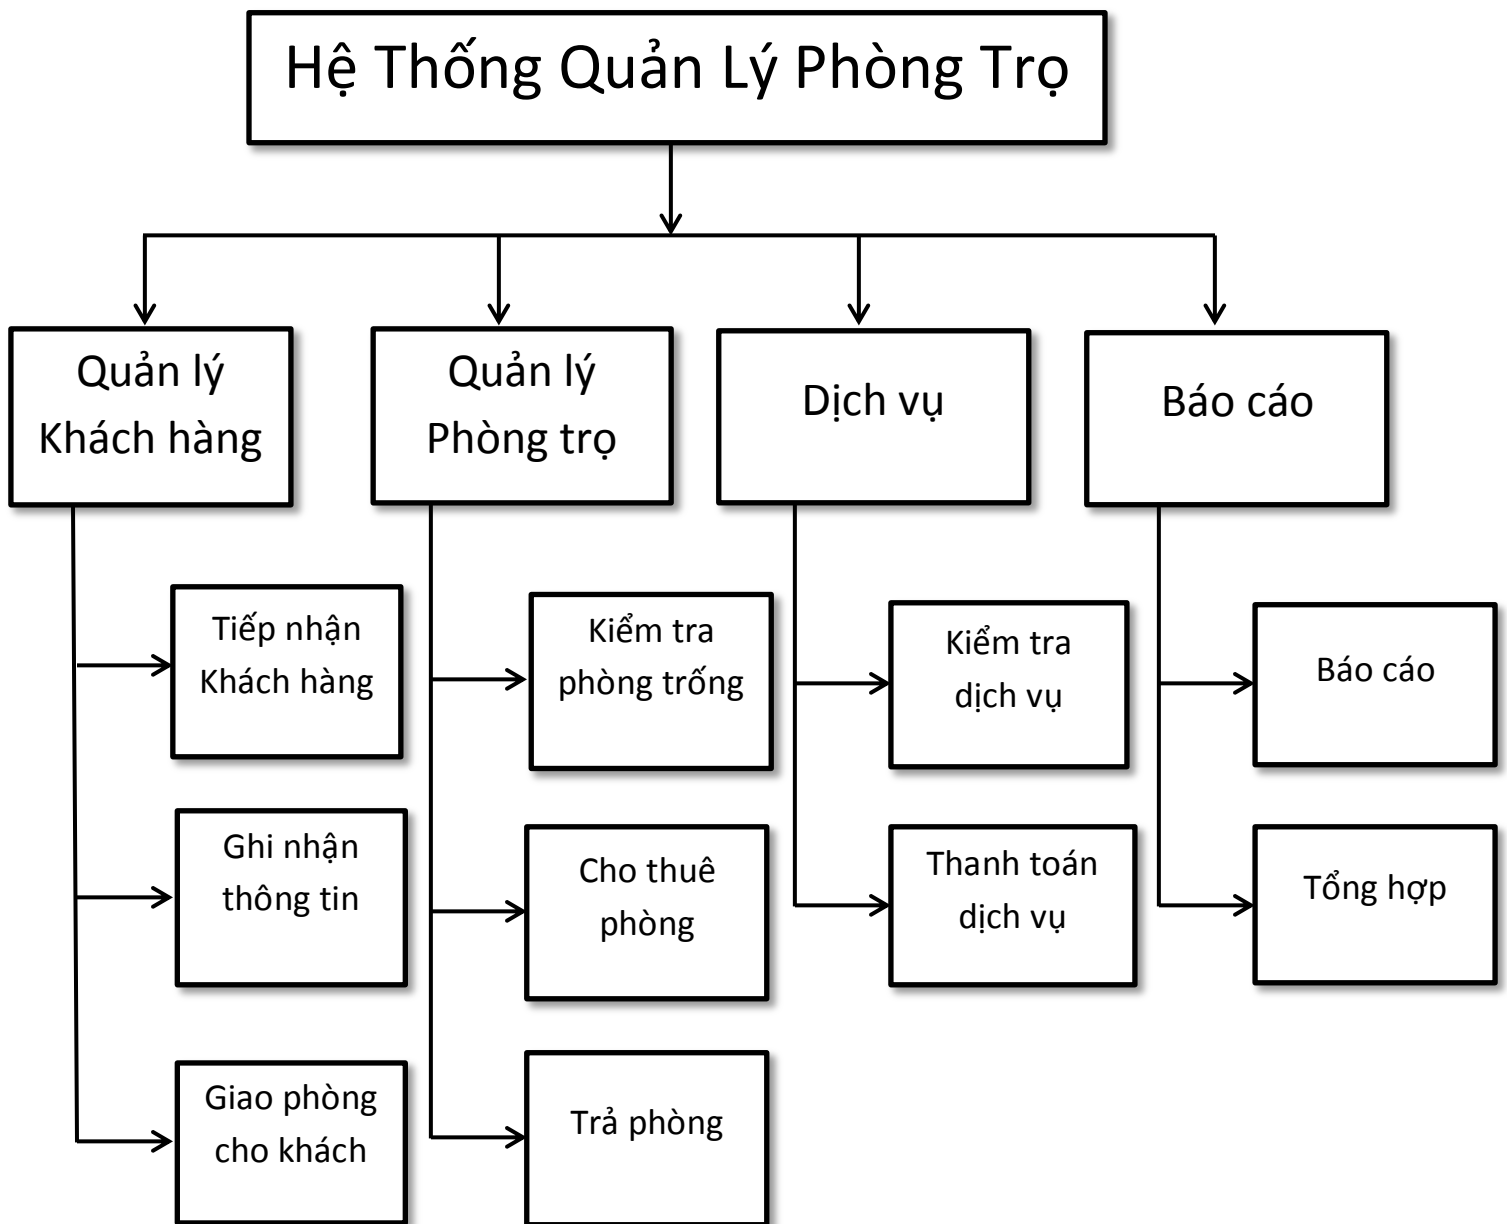 Hệ Thống Quản Lý Phòng Trọ
Quản lý
Khách hàng
Quản lý
Phòng trọ
Dịch vụ
Báo cáo
Tiếp nhận
Khách hàng
Kiểm tra
phòng trống
Kiểm tra
dịch vụ
Báo cáo
Ghi nhận
thông tin
Cho thuê
phòng
Thanh toán
dịch vụ
Tổng hợp
Giao phòng
cho khách
Trả phòng